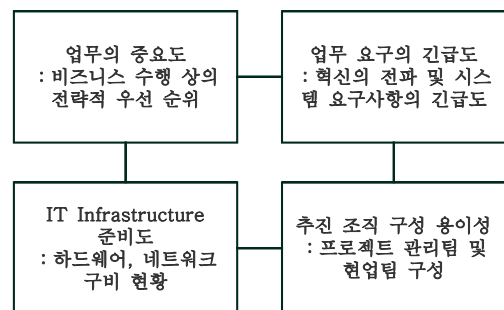 업무의 중요도
: 비즈니스 수행 상의
전략적 우선 순위
업무 요구의 긴급도
: 혁신의 전파 및 시스
템 요구사항의 긴급도
IT Infrastructure
준비도
: 하드웨어, 네트워크
구비 현황
추진 조직 구성 용이성
: 프로젝트 관리팀 및
현업팀 구성